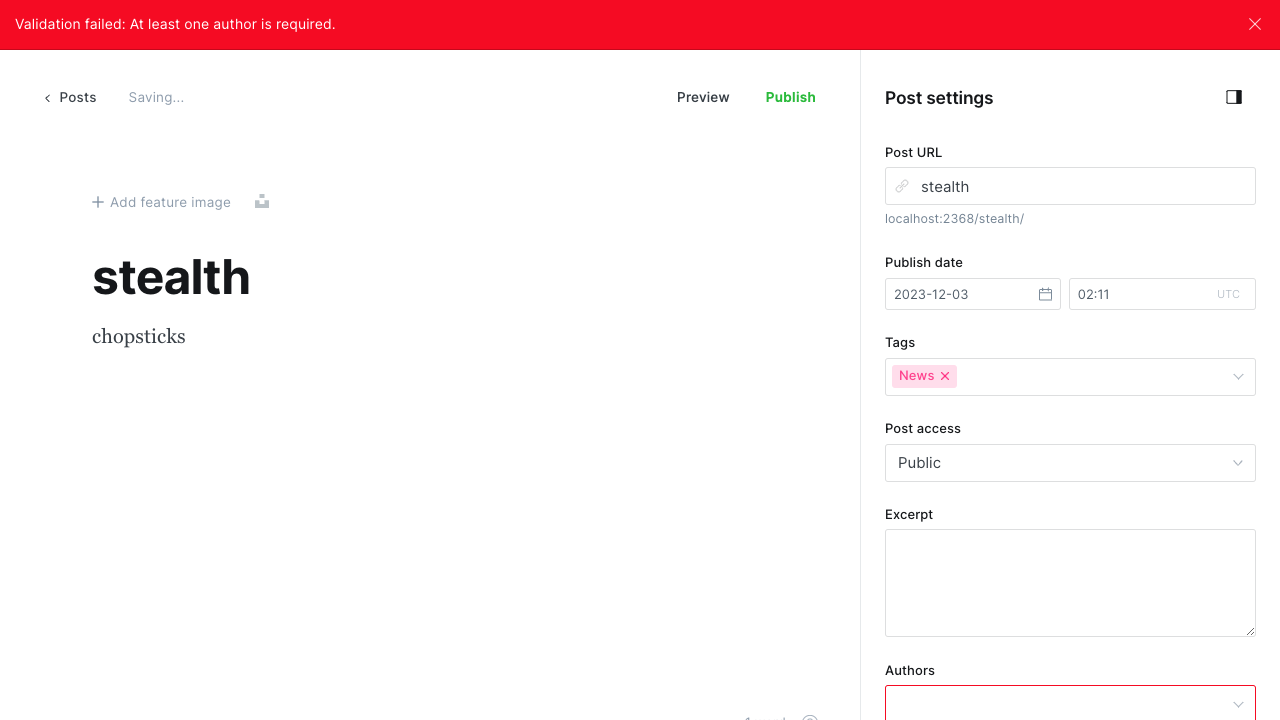 Validation failed: At least one author is required.
Posts
Saving...
Preview
Publish
Post settings
Post URL
stealth
localhost:2368/stealth/
Publish date
2023-12-03
02:11
UTC
Tags
News
Post access
Public
Excerpt
Authors
Add feature image
stealth
chopsticks